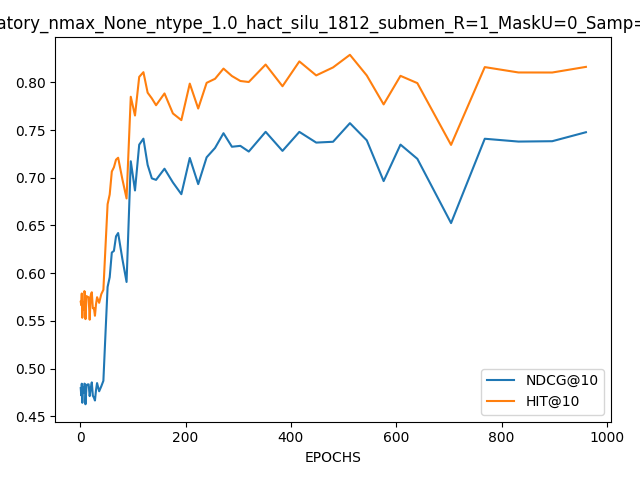 atory_nmax_None_ntype_1.0_hact_silu_1812_submen_R=1_MaskU=0_Samp=
0.80
0.75
0.70
0.65
0.60
0.55
0.50
0.45
NDCG@10
HIT@10
0 200 400 600 800 1000
EPOCHS